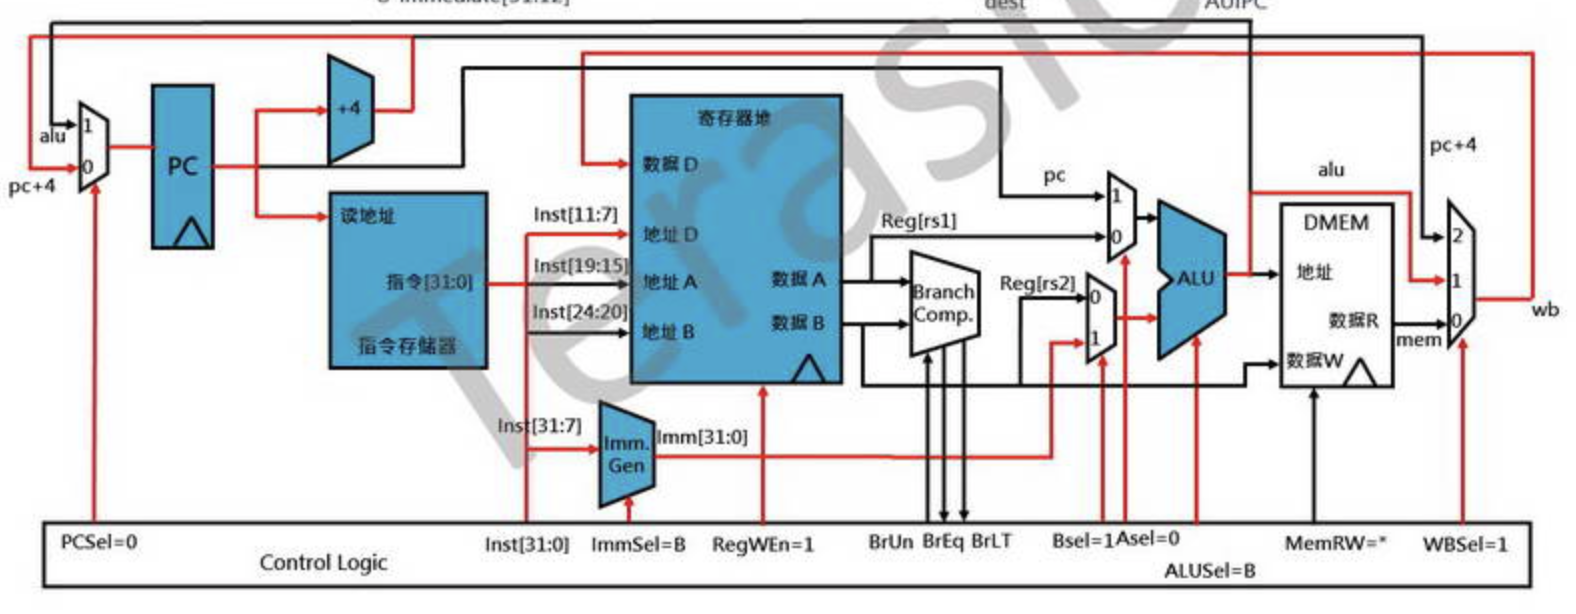 U-immediate[31:12]
dest
AUIPC
alu
1
0
pc+4
PC
+4
读地址
指令[31:0]
指令存储器
Inst[11:7]
Inst[19:15]
Inst[24:20]
Inst[31:7]
寄存器堆
数据 D
地址 D
地址 A
地址 B
数据 A
数据 B
Imm.
Gen
Imm[31:0]
Reg[rs1]
Branch
Comp.
Reg[rs2]
0
1
pc
1
0
ALU
alu
DMEM
地址
数据R
数据W
mem
pc+4
2
1
0
wb
PCSel=0
Control Logic
Inst[31:0]
ImmSel=B
RegWEn=1
BrUn
BrEq
BrLT
Bsel=1
Asel=0
ALUSel=B
MemRW=*
WBSel=1
Terasic